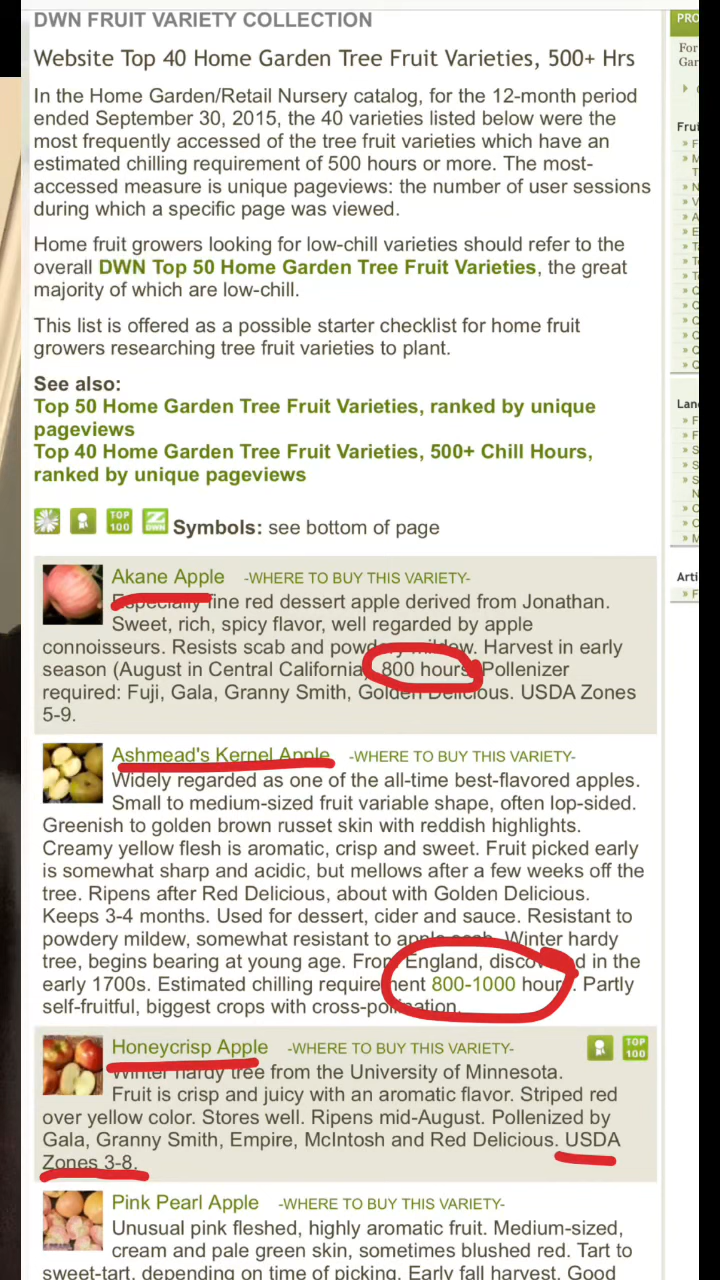 DWN FRUIT VARIETY COLLECTION
Website Top 40 Home Garden Tree Fruit Varieties, 500+ Hrs
In the Home Garden/Retail Nursery catalog, for the 12-month period
ended September 30, 2015, the 40 varieties listed below were the
most frequently accessed of the tree fruit varieties which have an
estimated chilling requirement of 500 hours or more. The most-
accessed measure is unique pageviews: the number of user sessions
during which a specific page was viewed.
Home fruit growers looking for low-chill varieties should refer to the
overall DWN Top 50 Home Garden Tree Fruit Varieties, the great
majority of which are low-chill.
This list is offered as a possible starter checklist for home fruit
growers researching tree fruit varieties to plant.
See also:
Top 50 Home Garden Tree Fruit Varieties, ranked by unique
pageviews
Top 40 Home Garden Tree Fruit Varieties, 500+ Chill Hours,
ranked by unique pageviews
TOP
100
DWN
Symbols: see bottom of page
Akane Apple -WHERE TO BUY THIS VARIETY-
Especially fine red dessert apple derived from Jonathan.
Sweet, rich, spicy flavor, well regarded by apple
connoisseurs. Resists scab and powdery mildew. Harvest in early
season (August in Central California). 800 hours. Pollenizer
required: Fuji, Gala, Granny Smith, Golden Delicious. USDA Zones
5-9.
Ashmead's Kernel Apple -WHERE TO BUY THIS VARIETY-
Widely regarded as one of the all-time best-flavored apples.
Small to medium-sized fruit variable shape, often lop-sided.
Greenish to golden brown russet skin with reddish highlights.
Creamy yellow flesh is aromatic, crisp and sweet. Fruit picked early
is somewhat sharp and acidic, but mellows after a few weeks off the
tree. Ripens after Red Delicious, about with Golden Delicious.
Keeps 3-4 months. Used for dessert, cider and sauce. Resistant to
powdery mildew, somewhat resistant to apple scab. Winter hardy
tree, begins bearing at young age. From England, discovered in the
early 1700s. Estimated chilling requirement 800-1000 hours. Partly
self-fruitful, biggest crops with cross-pollination.
Honeycrisp Apple -WHERE TO BUY THIS VARIETY-
TOP
100
Winter hardy tree from the University of Minnesota.
Fruit is crisp and juicy with an aromatic flavor. Striped red
over yellow color. Stores well. Ripens mid-August. Pollenized by
Gala, Granny Smith, Empire, McIntosh and Red Delicious. USDA
Zones 3-8.
Pink Pearl Apple -WHERE TO BUY THIS VARIETY-
Unusual pink fleshed, highly aromatic fruit. Medium-sized,
cream and pale green skin, sometimes blushed red. Tart to
sweet-tart, depending on time of picking. Early fall harvest. Good
PRO
For
Gar
Frui
Lan
Arti